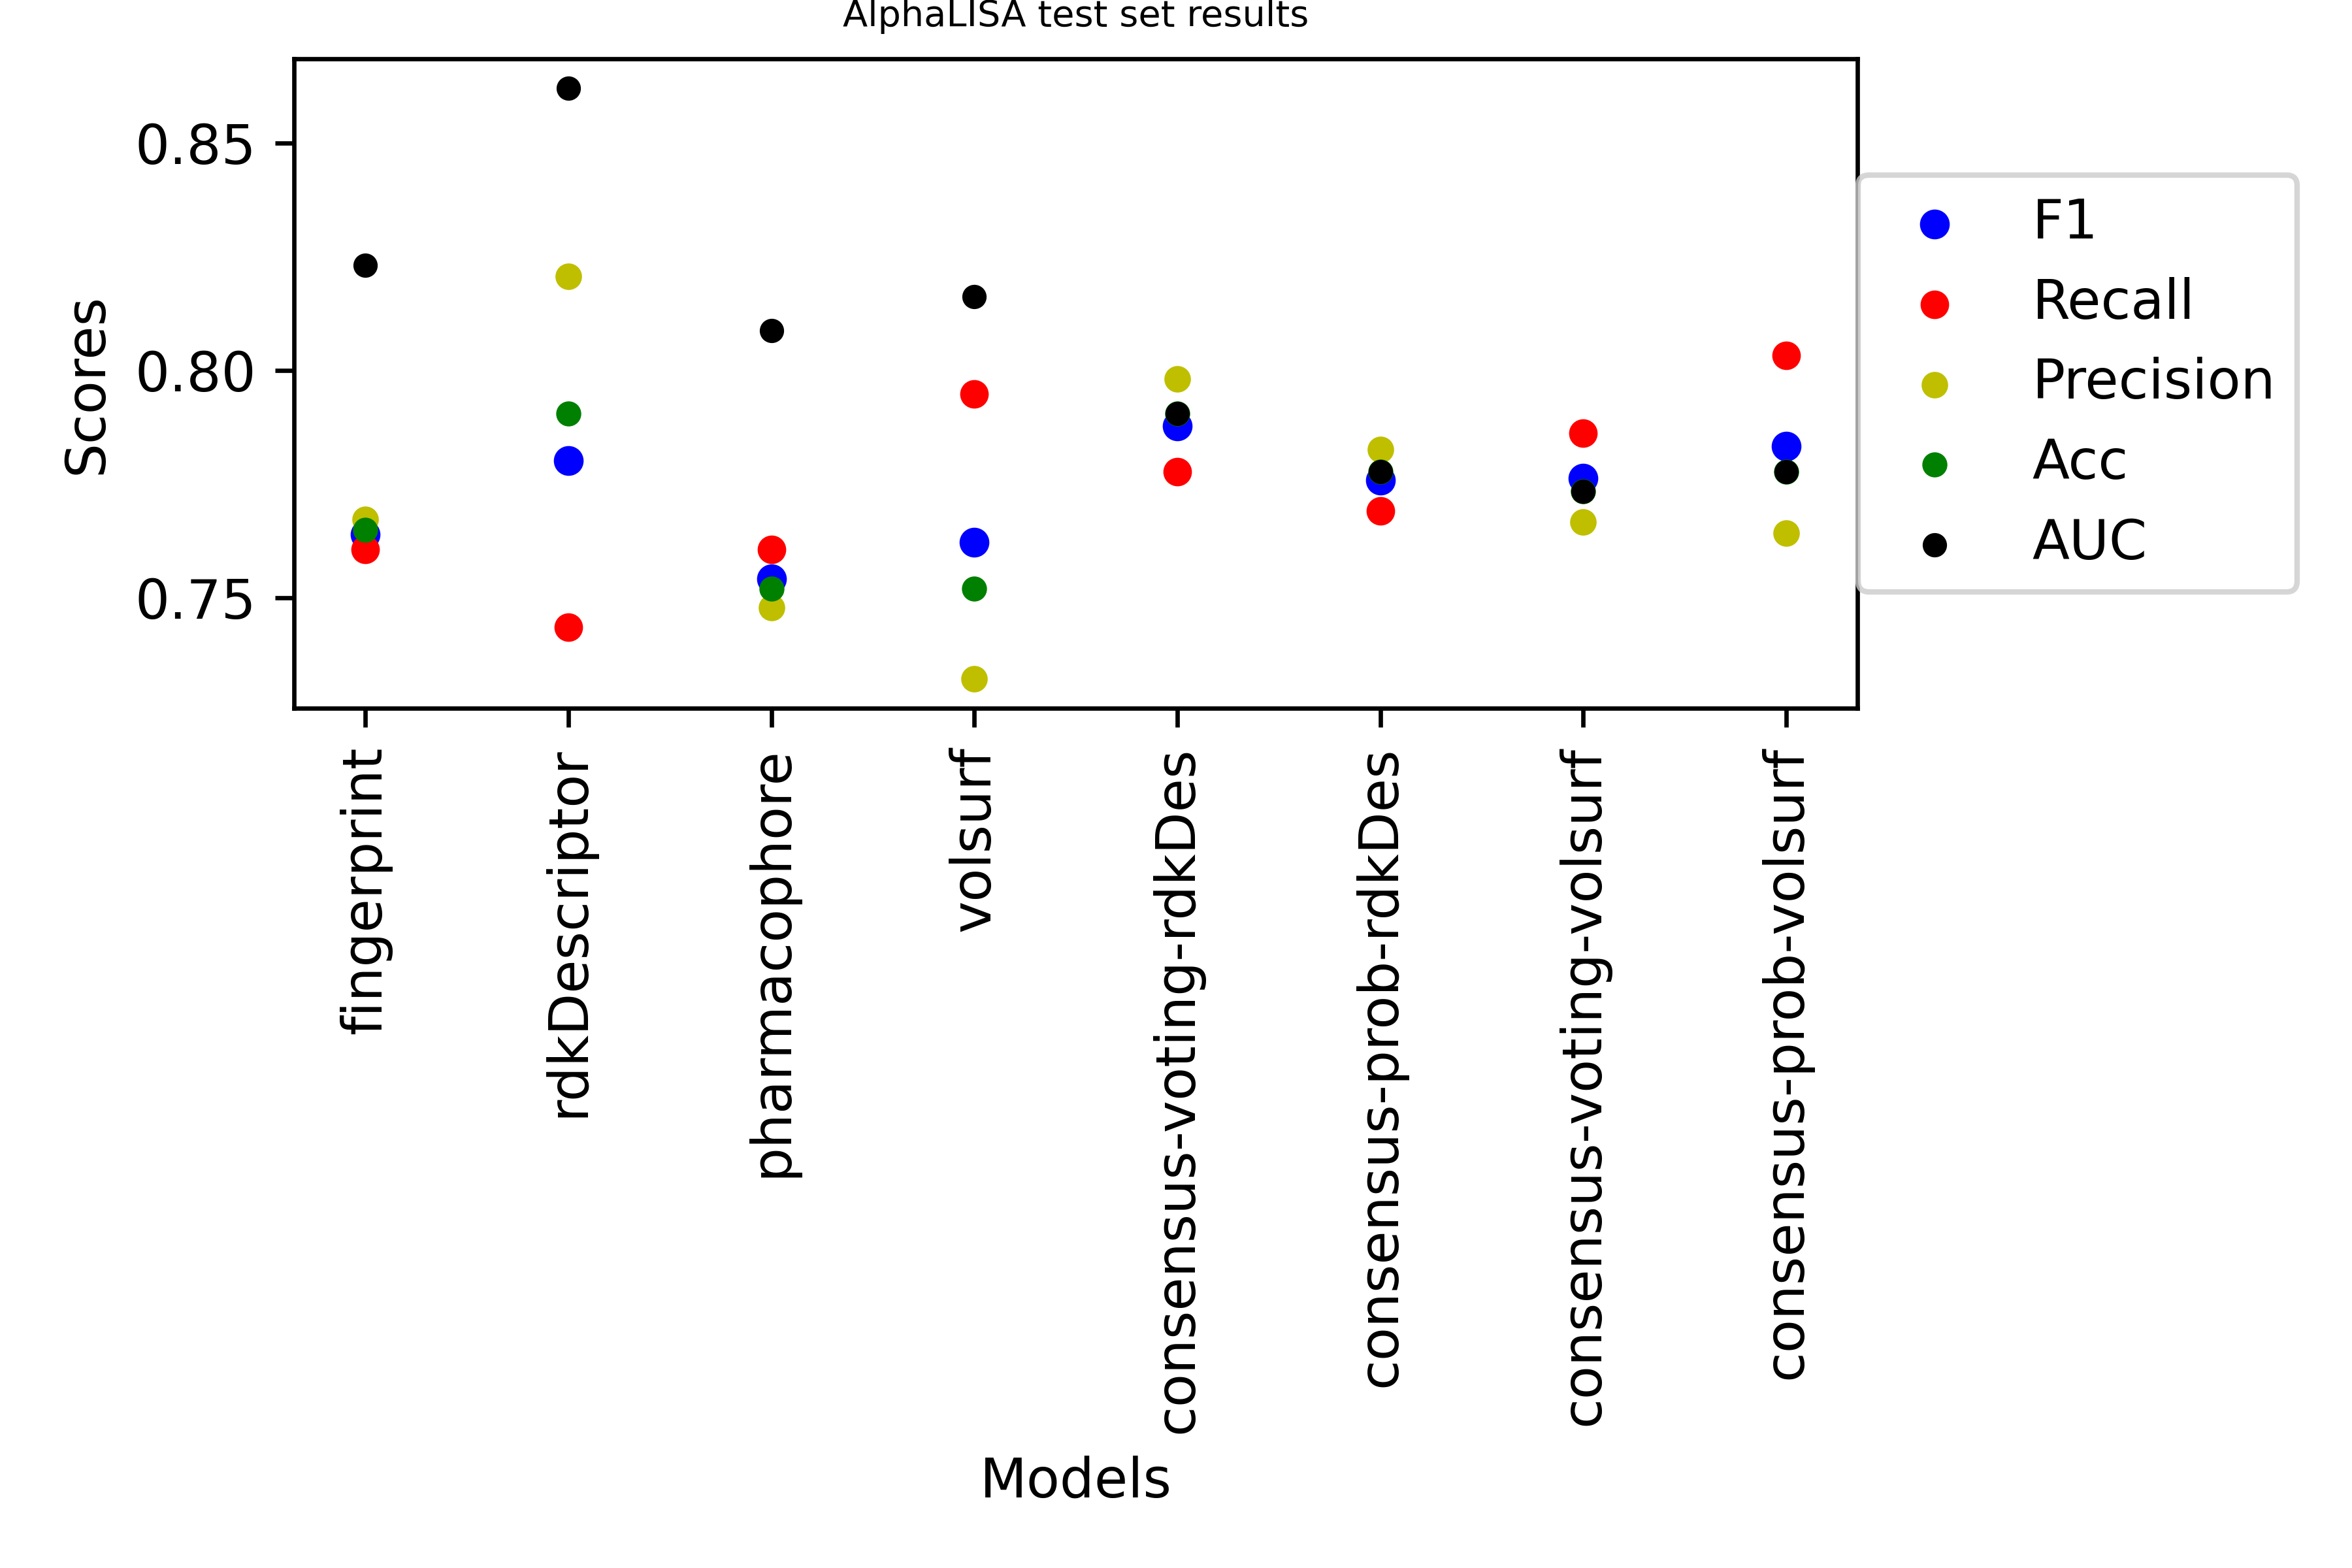 AlphaLISA test set results
Scores
0.85
0.80
0.75
F1
Recall
Precision
Acc
AUC
fingerprint
rdkDescriptor
pharmacophore
volsurf
consensus-voting-rdkDes
consensus-prob-rdkDes
consensus-voting-volsurf
consensus-prob-volsurf
Models